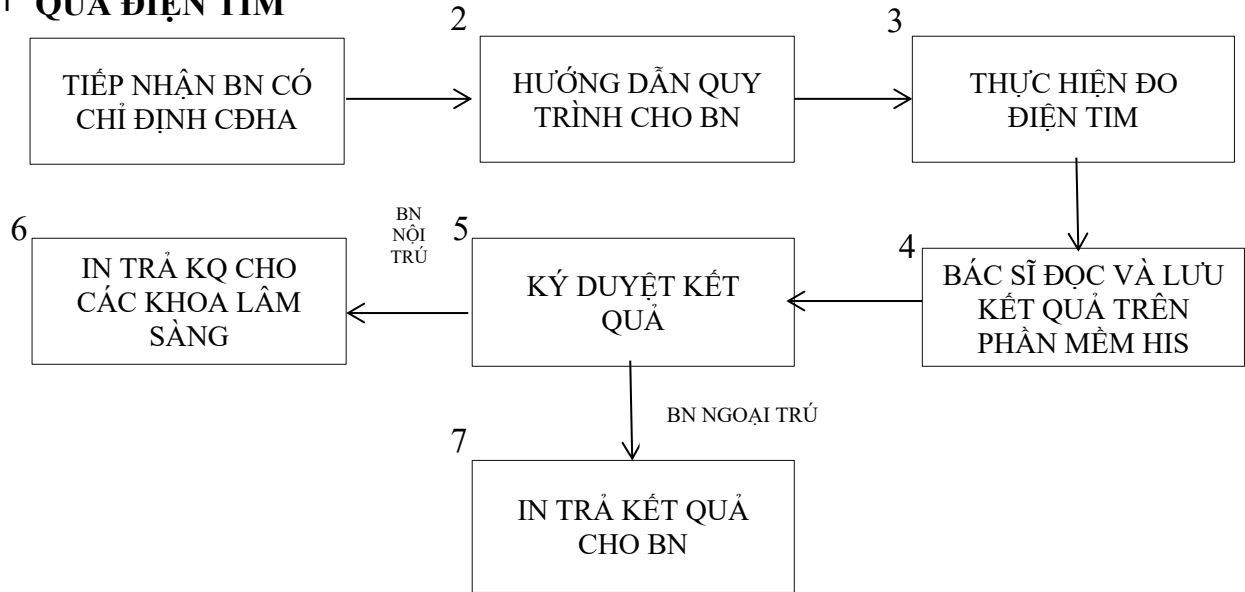 QUẢ ĐIỆN TIM
2
3
TIẾP NHẬN BN CÓ
CHỈ ĐỊNH CĐHA
HƯỚNG DẪN QUY
TRÌNH CHO BN
THỰC HIỆN ĐO
ĐIỆN TIM
6
BN
NỘI
TRÚ
5
4
IN TRẢ KQ CHO
CÁC KHOA LÂM
SÀNG
KÝ DUYỆT KẾT
QUẢ
BÁC SĨ ĐỌC VÀ LƯU
KẾT QUẢ TRÊN
PHẦN MỀM HIS
BN NGOẠI TRÚ
7
IN TRẢ KẾT QUẢ
CHO BN